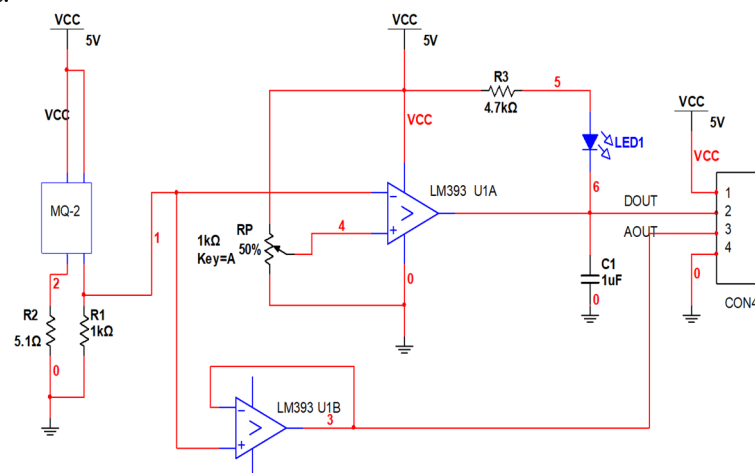 VCC
5V
VCC
5V
R3
4.7kΩ
5
VCC
5V
VCC
VCC
LED1
VCC
MQ-2
LM393 U1A
6
DOUT
1
2
AOUT
3
4
1
1kΩ
RP
50%
Key=A
4
2
0
C1
1uF
0
0
CON4
R2
5.1Ω
R1
1kΩ
0
LM393 U1B
3